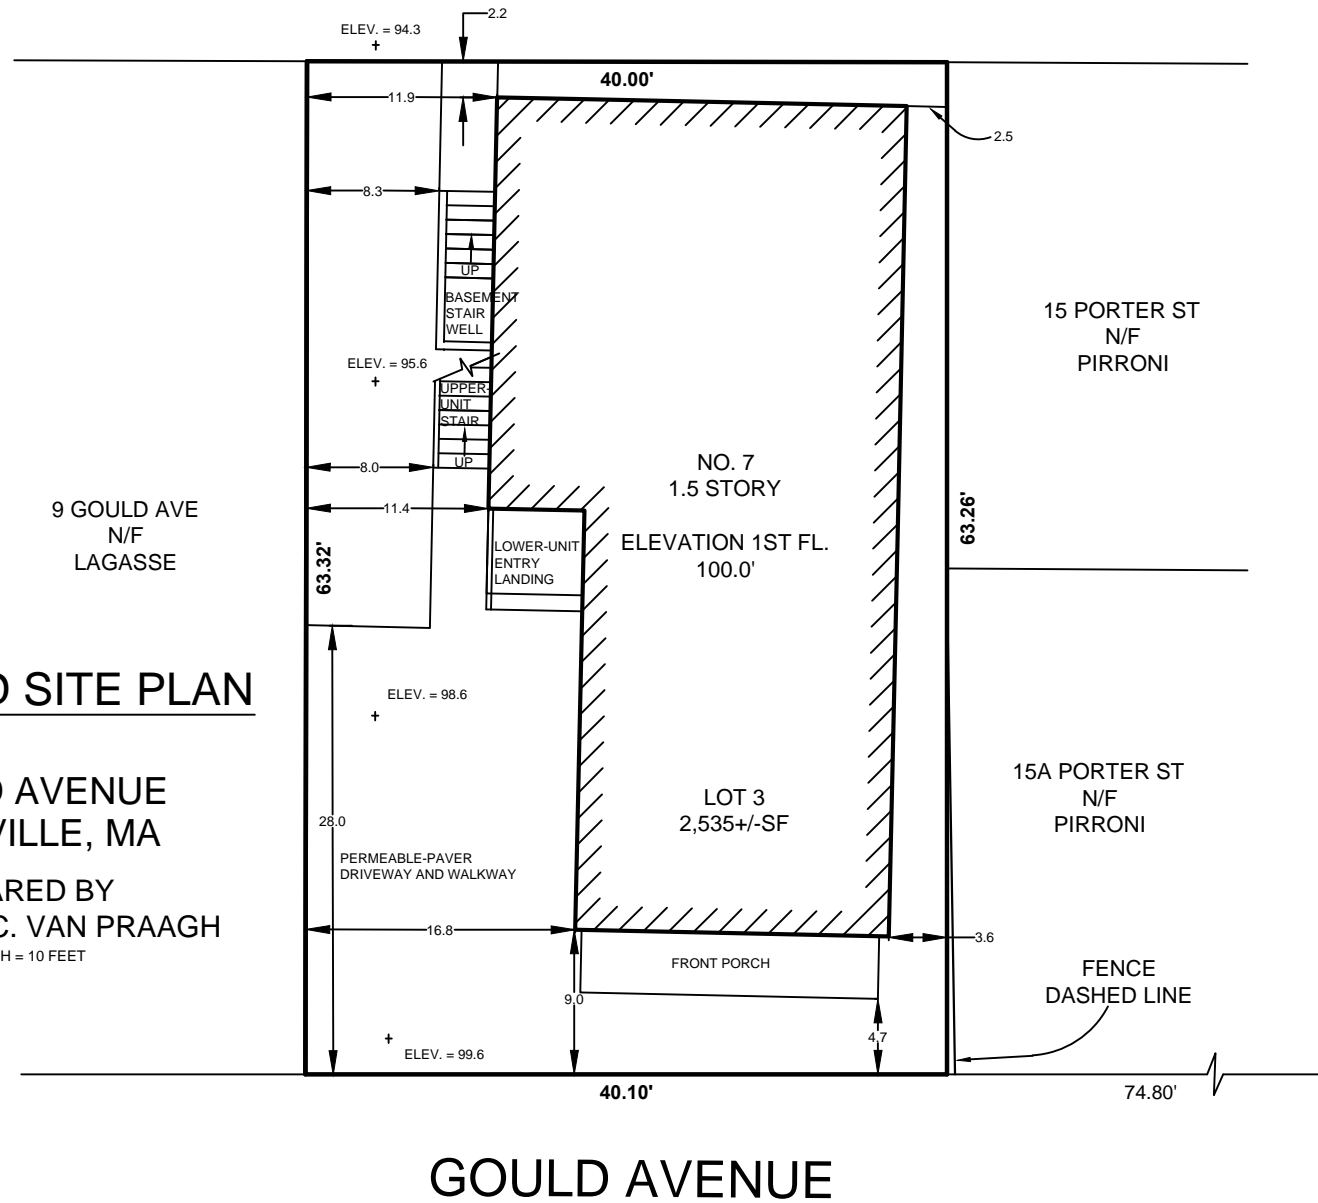 2.2
ELEV. = 94.3
40.00'
11.9
2.5
8.3
UP
BASEMENT
STAIR
WELL
15 PORTER ST
N/F
PIRRONI
ELEV. = 95.6
UPPER-
UNIT
STAIR
UP
8.0
NO. 7
1.5 STORY
9 GOULD AVE
N/F
LAGASSE
11.4
63.26'
LOWER-UNIT
ENTRY
LANDING
ELEVATION 1ST FL.
100.0'
63.32'
SITE PLAN
ELEV. = 98.6
AVENUE
VILLE, MA
15A PORTER ST
N/F
PIRRONI
LOT 3
2,535+/-SF
28.0
PERMEABLE-PAVER
DRIVEWAY AND WALKWAY
ARED BY
C. VAN PRAAGH
H = 10 FEET
16.8
3.6
FRONT PORCH
FENCE
DASHED LINE
9.0
4.7
ELEV. = 99.6
40.10'
74.80'
GOULD AVENUE